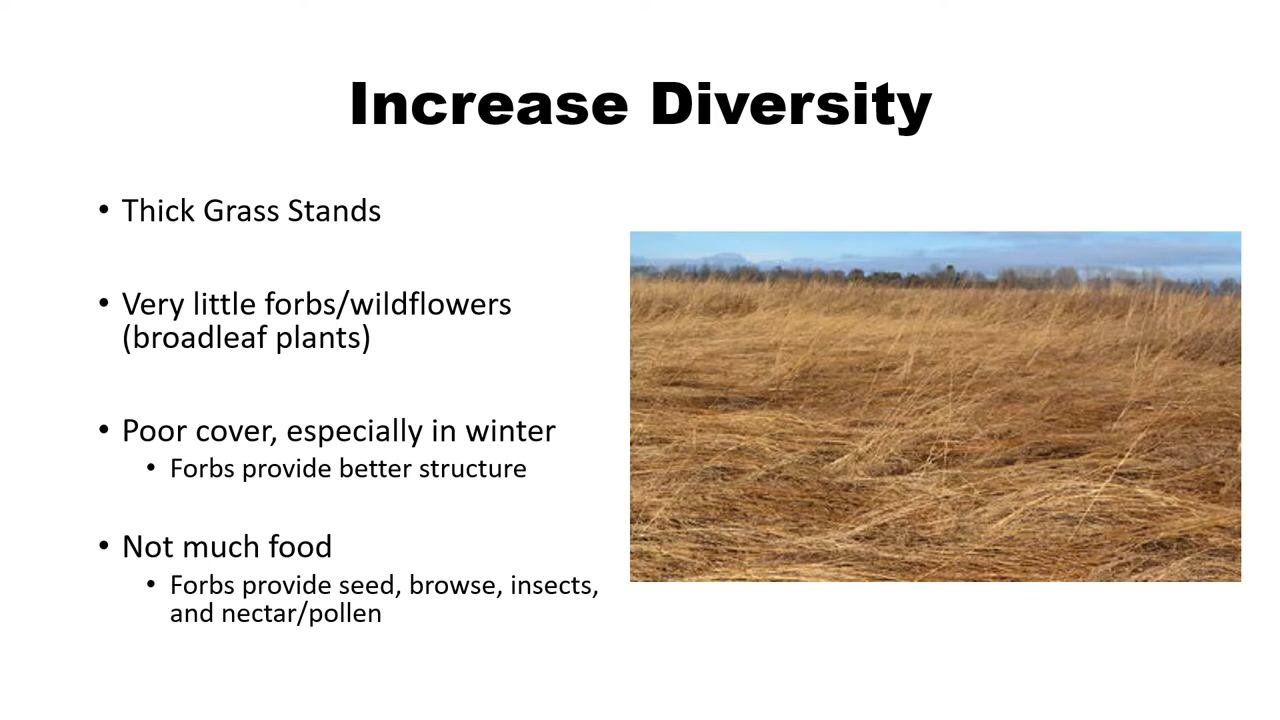 Increase Diversity
• Thick Grass Stands
• Very little forbs/wildflowers
(broadleaf plants)
• Poor cover, especially in winter
• Forbs provide better structure
• Not much food
• Forbs provide seed, browse, insects,
and nectar/pollen